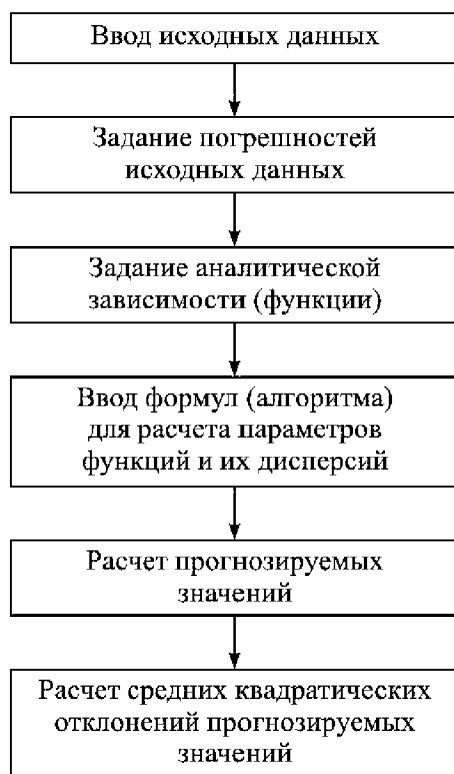 Ввод исходных данных
Задание погрешностей
исходных данных
Задание аналитической
зависимости (функции)
Ввод формул (алгоритма)
для расчета параметров
функций и их дисперсий
Расчет прогнозируемых
значений
Расчет средних квадратических
отклонений прогнозируемых
значений